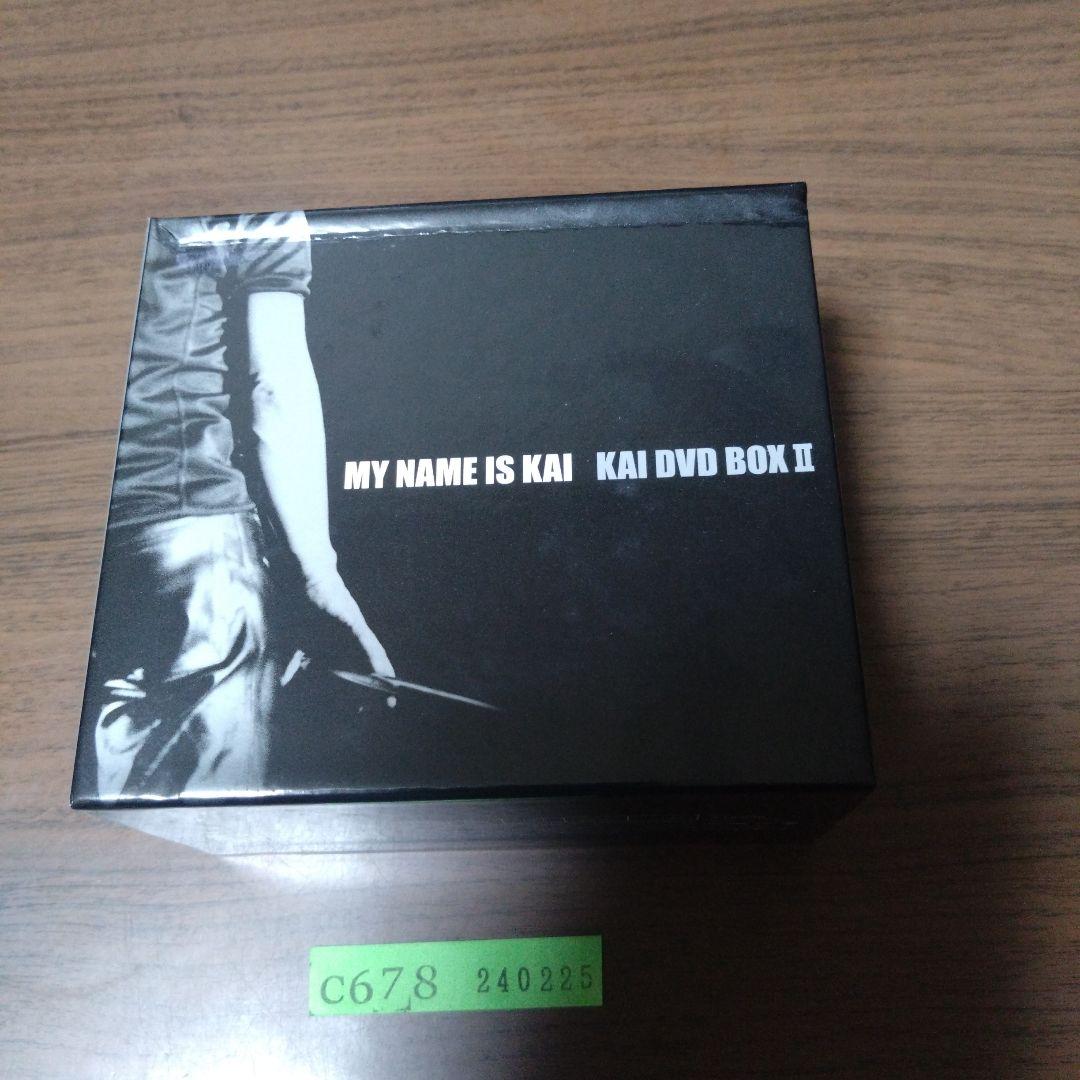 MY NAME IS KAI KAI DVD BOX Ⅱ
C678 240225